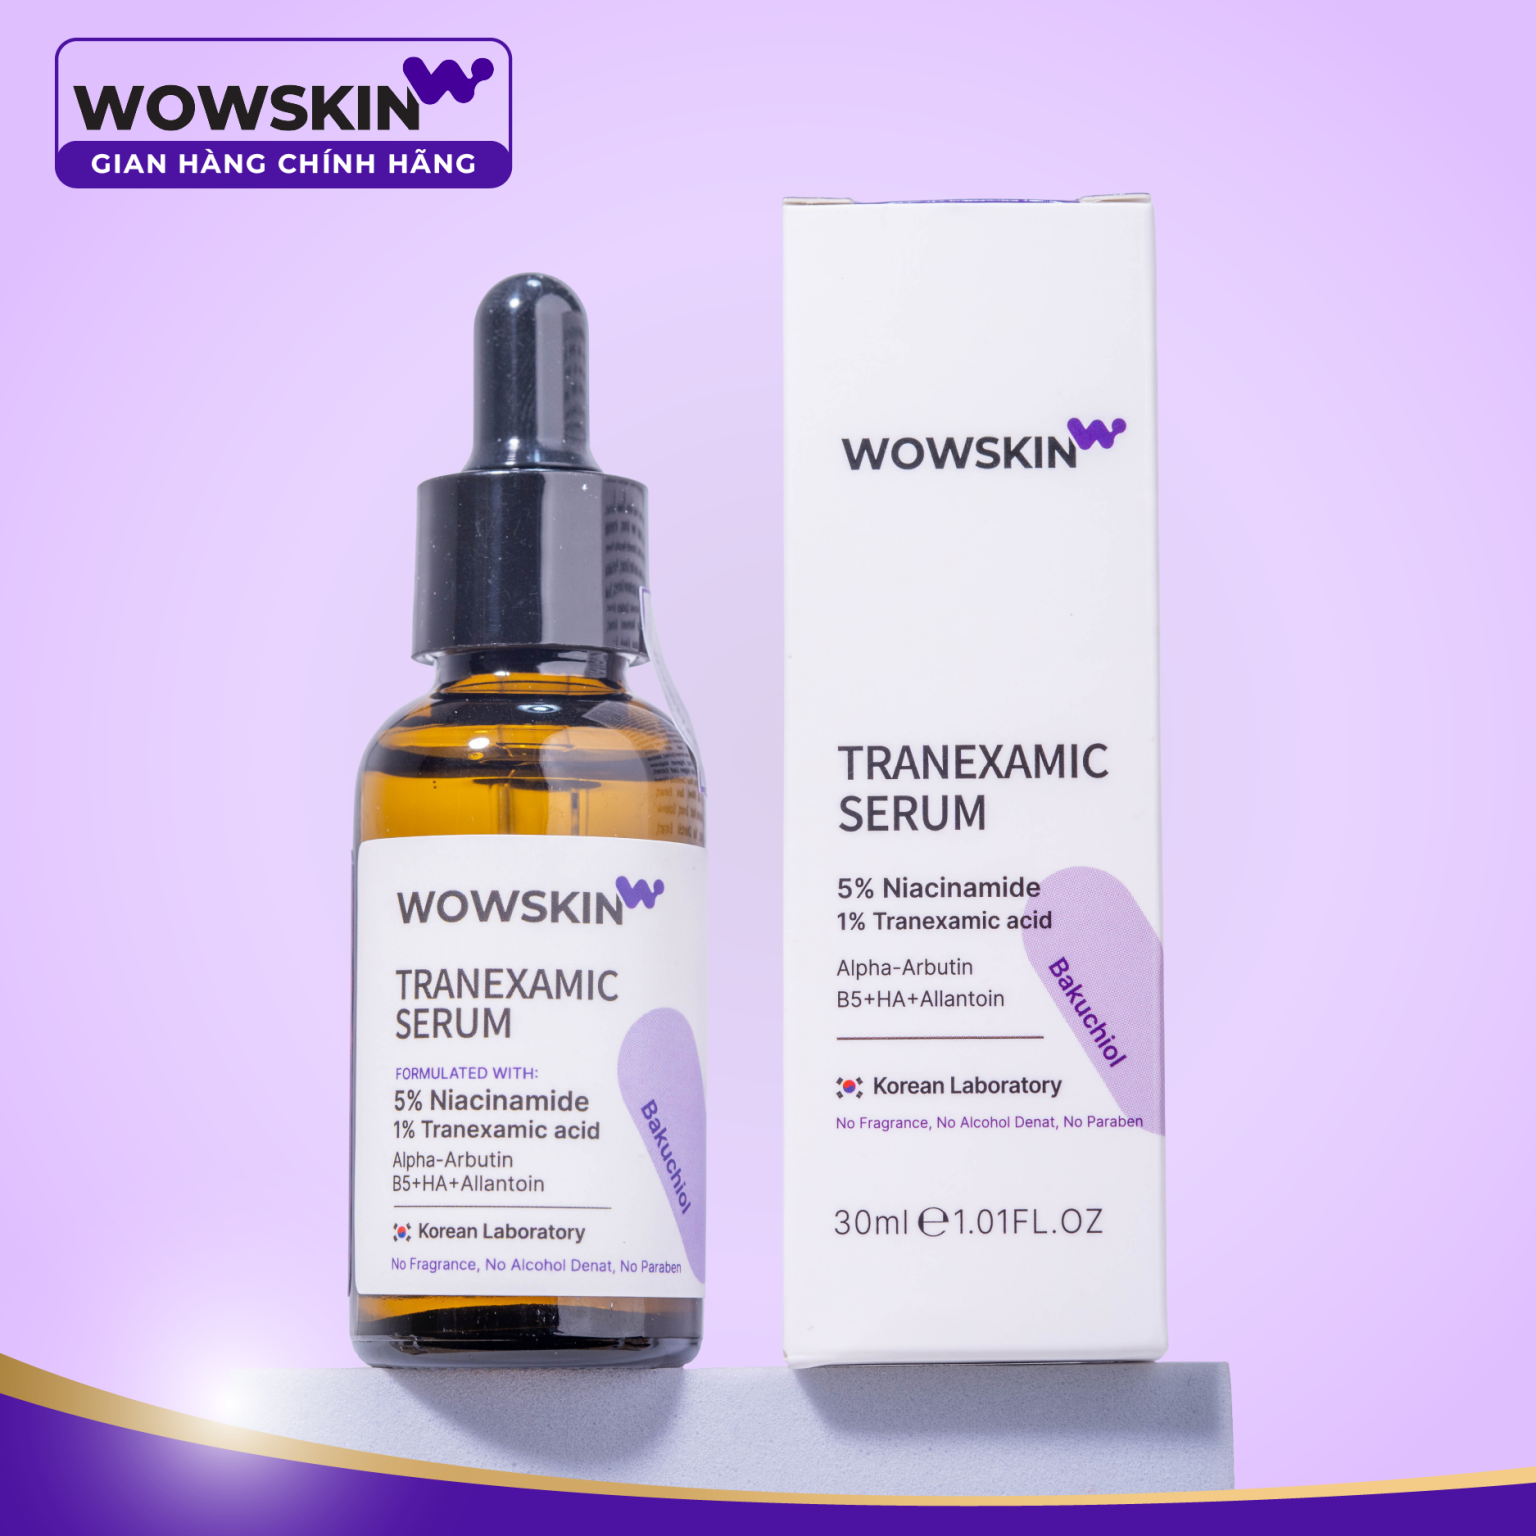 WOWSKIN
GIAN HÀNG CHÍNH HÃNG
WOWSKIN
TRANEXAMIC
SERUM
FORMULATED WITH:
5% Niacinamide
1% Tranexamic acid
Alpha-Arbutin
B5+HA+Allantoin
Bakuchiol
Korean Laboratory
No Fragrance, No Alcohol Denat, No Paraben
WOWSKIN
TRANEXAMIC
SERUM
5% Niacinamide
1% Tranexamic acid
Alpha-Arbutin
B5+HA+Allantoin
Bakuchiol
Korean Laboratory
No Fragrance, No Alcohol Denat, No Paraben
30ml ℮1.01FL.OZ